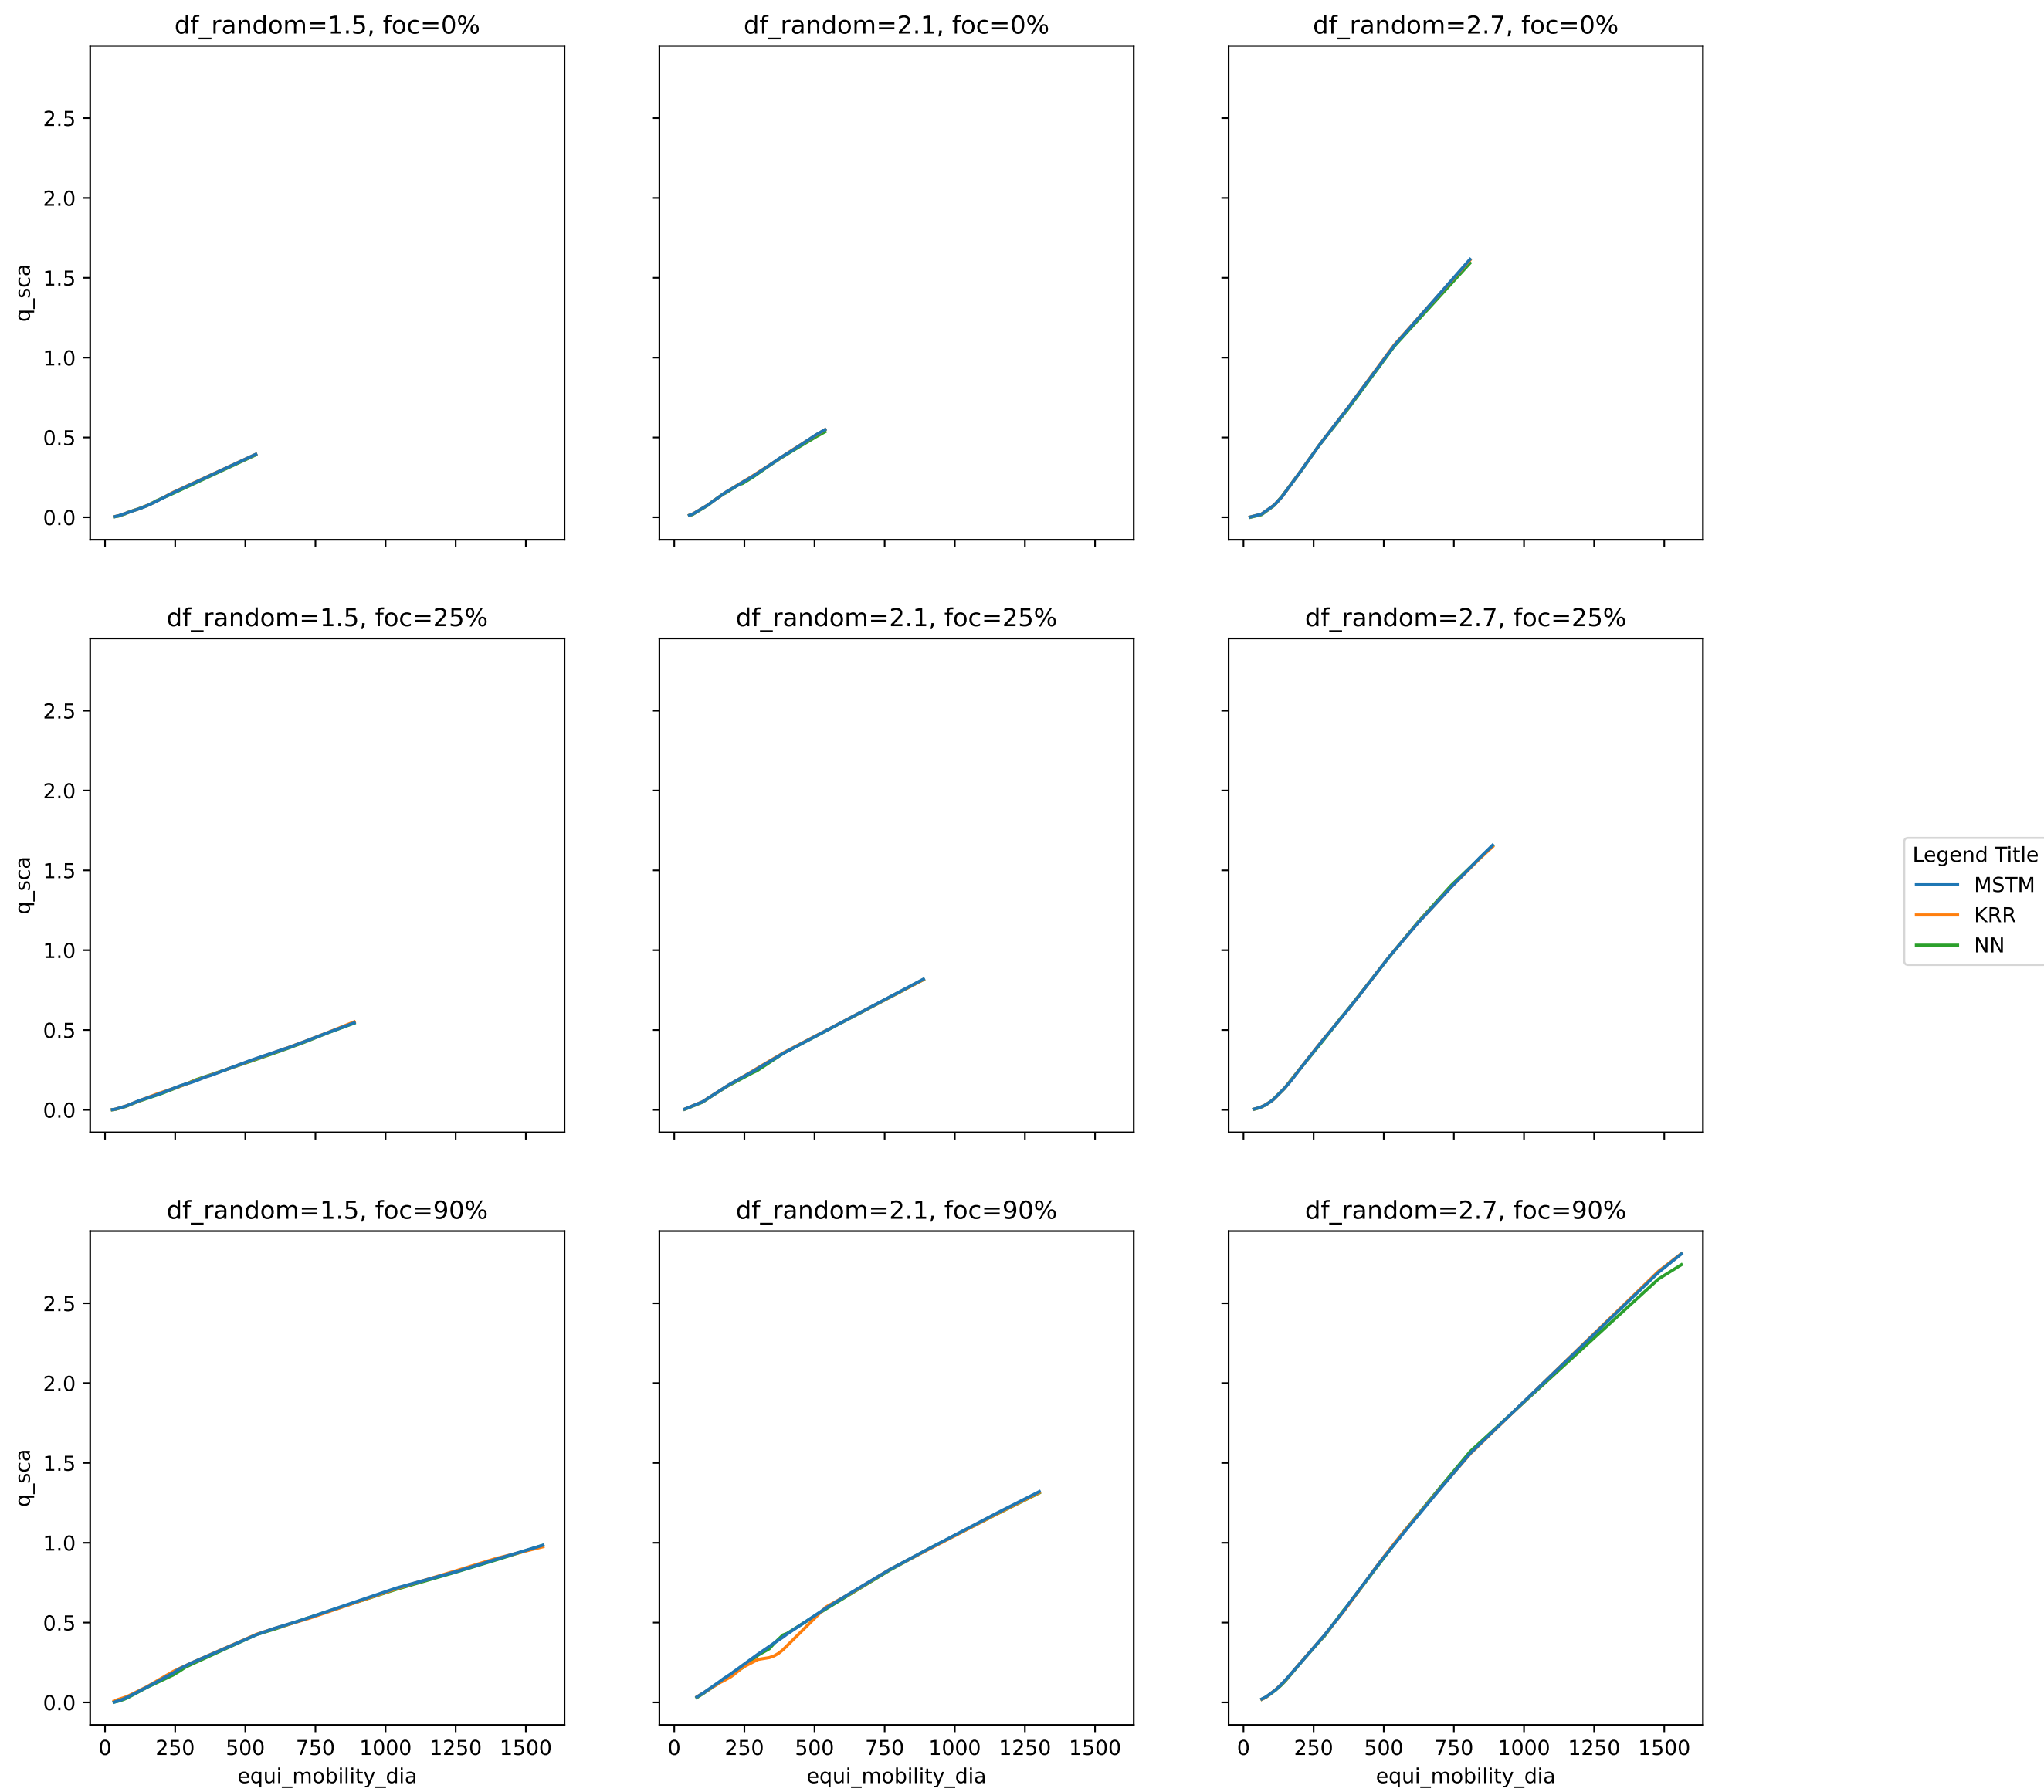 df_random=1.5, foc=0%
df_random=2.1, foc=0%
df_random=2.7, foc=0%
2.5
2.0
1.5
1.0
0.5
0.0
q_sca
df_random=1.5, foc=25%
df_random=2.1, foc=25%
df_random=2.7, foc=25%
2.5
2.0
1.5
1.0
0.5
0.0
q_sca
Legend Title
MSTM
KRR
NN
df_random=1.5, foc=90%
df_random=2.1, foc=90%
df_random=2.7, foc=90%
2.5
2.0
1.5
1.0
0.5
0.0
q_sca
0 250 500 750 1000 1250 1500
0 250 500 750 1000 1250 1500
0 250 500 750 1000 1250 1500
equi_mobility_dia
equi_mobility_dia
equi_mobility_dia